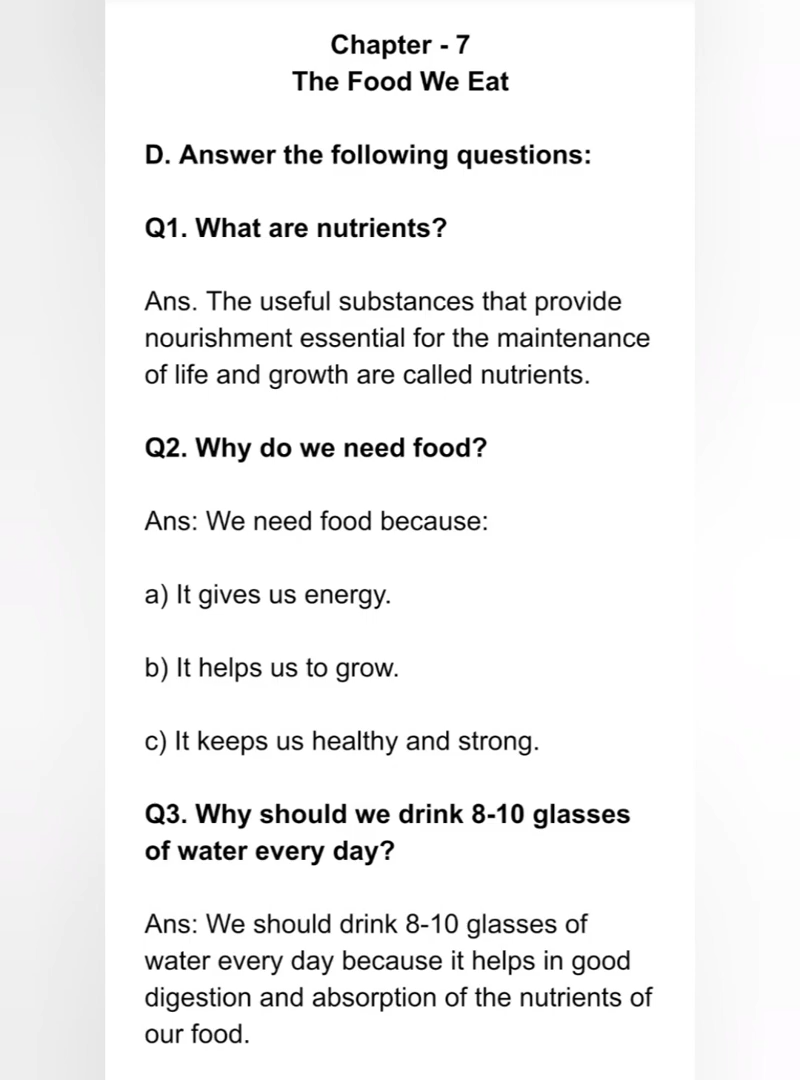 Chapter - 7
The Food We Eat
D. Answer the following questions:
Q1. What are nutrients?
Ans. The useful substances that provide
nourishment essential for the maintenance
of life and growth are called nutrients.
Q2. Why do we need food?
Ans: We need food because:
a) It gives us energy.
b) It helps us to grow.
c) It keeps us healthy and strong.
Q3. Why should we drink 8-10 glasses
of water every day?
Ans: We should drink 8-10 glasses of
water every day because it helps in good
digestion and absorption of the nutrients of
our food.